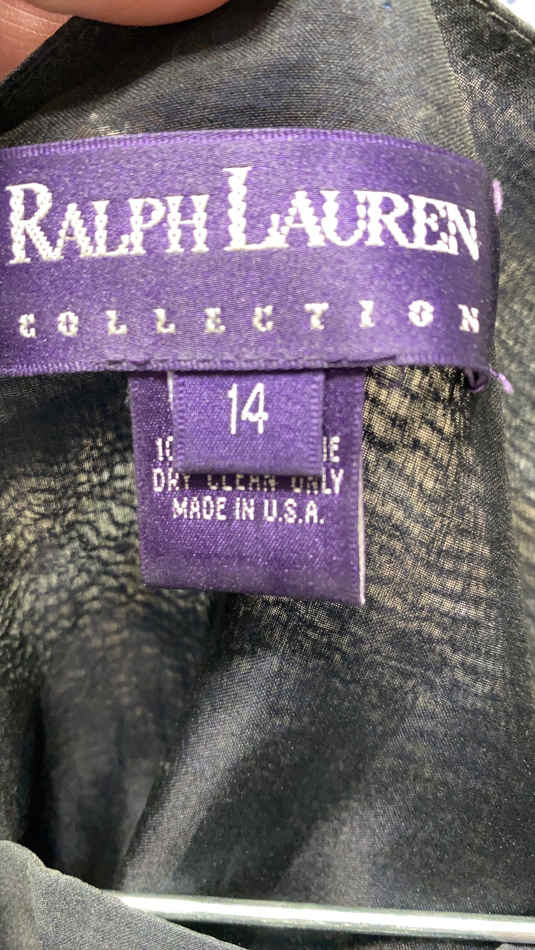 RALPH LAUREN
COLLECTION
14
DRY CLEAN ONLY
MADE IN U.S.A.